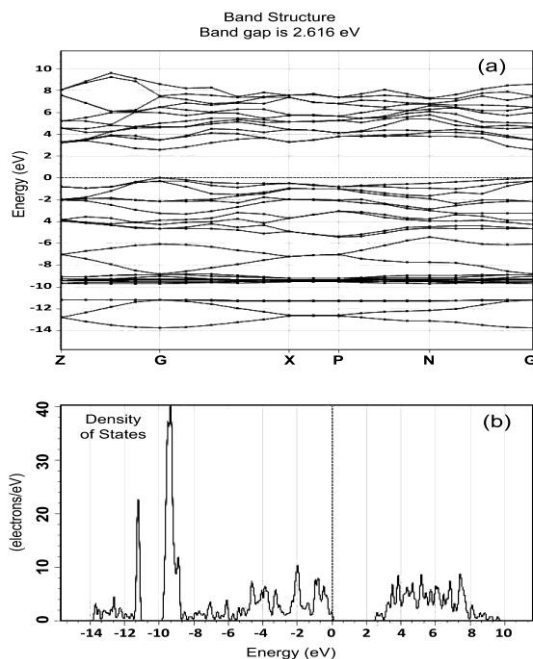 Band Structure
Band gap is 2.616 eV
(a)
Energy (eV)
10
8
6
4
2
0
-2
-4
-6
-8
-10
-12
-14
Z G X P N G
(b)
Density
of States
(electrons/eV)
40
30
20
10
0
-14 -12 -10 -8 -6 -4 -2 0 2 4 6 8 10
Energy (eV)